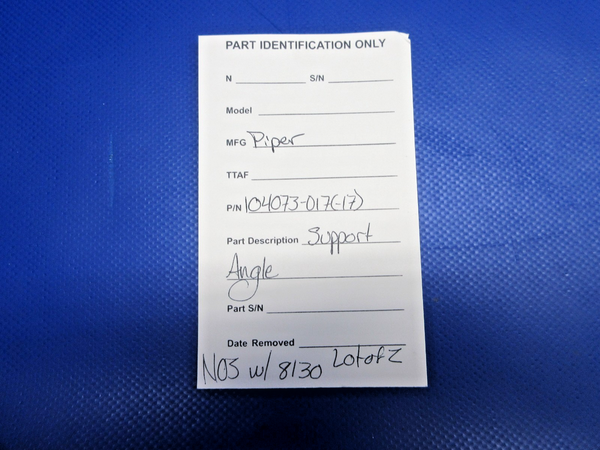 PART IDENTIFICATION ONLY
N S/N
Model
MFG Piper
TTAF
P/N 104073-017(-17)
Part Description Support
Angle
Part S/N
Date Removed
NOS w/ 8130 Lot of 2